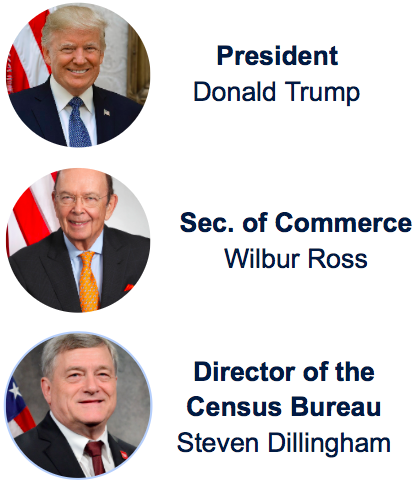 President
Donald Trump
Sec. of Commerce
Wilbur Ross
Director of the
Census Bureau
Steven Dillingham